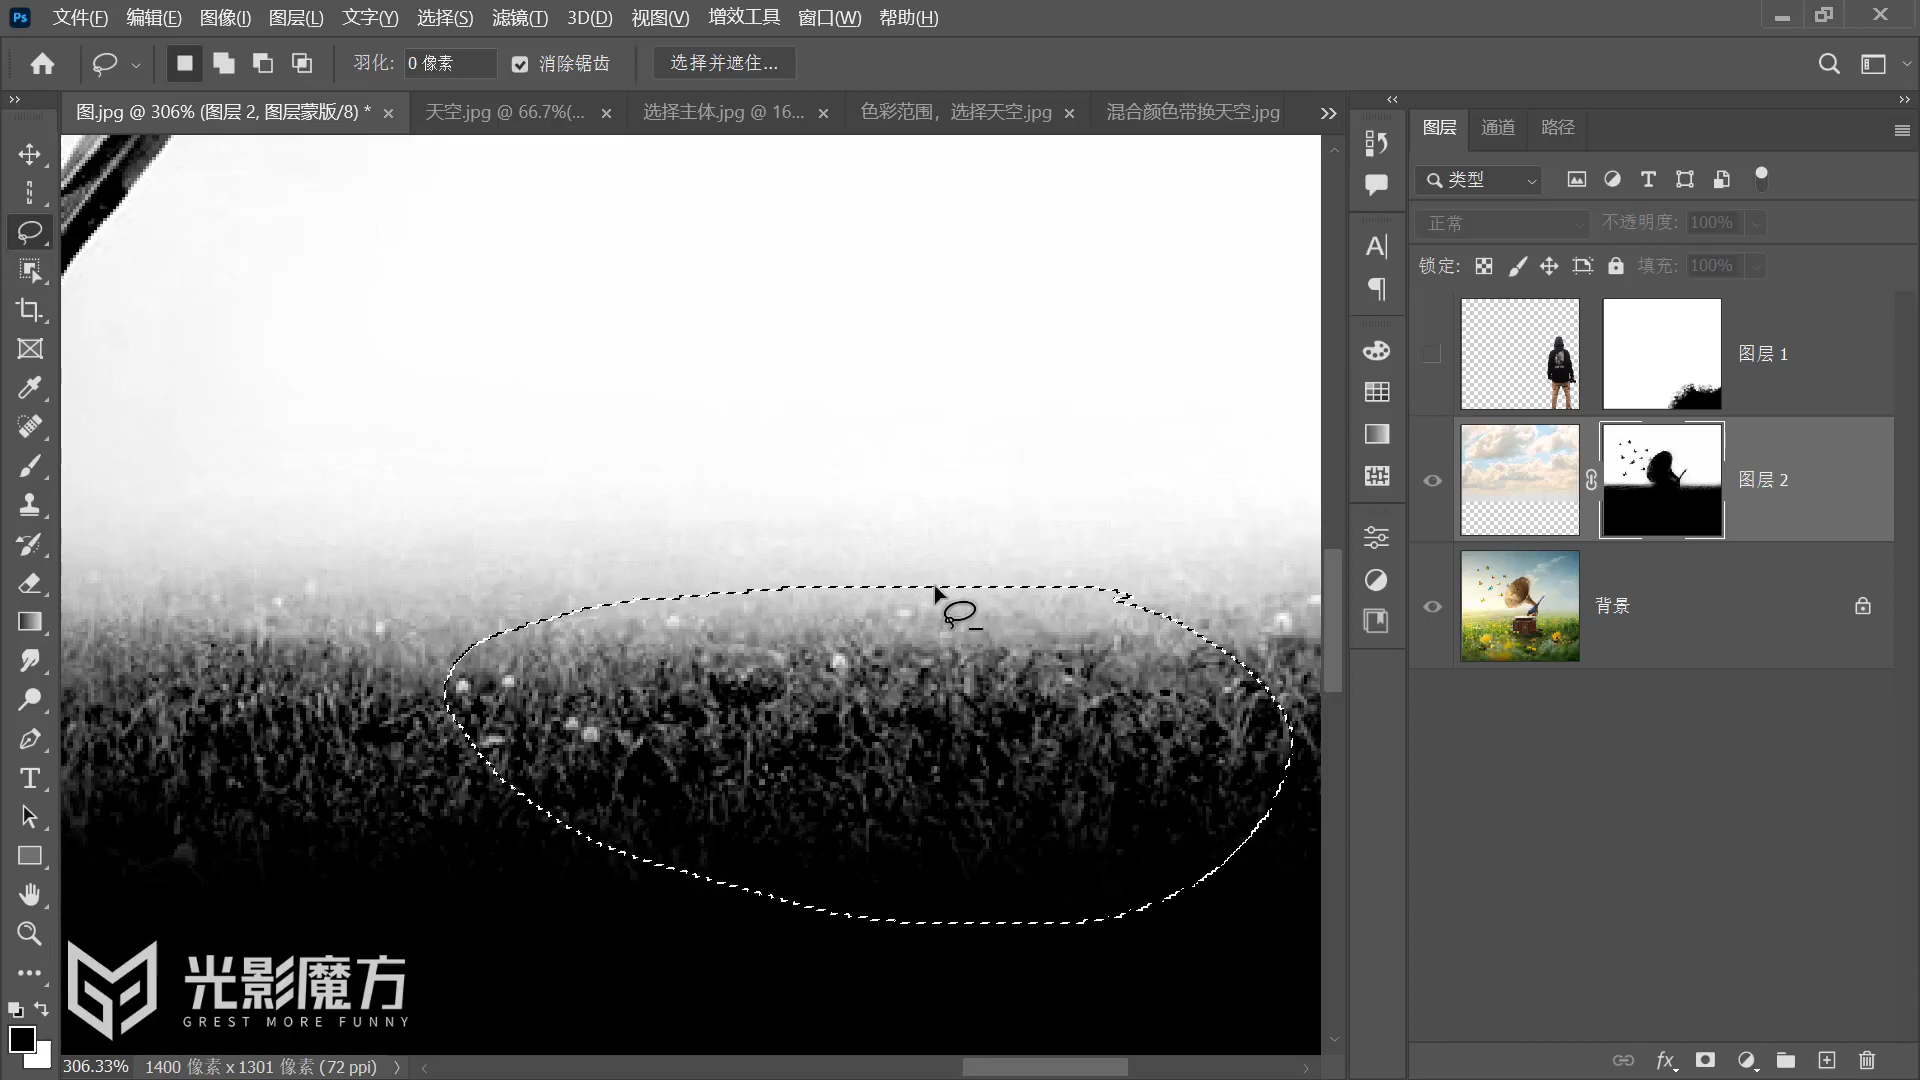 Ps 文件(F) 编辑(E) 图像(I) 图层(L) 文字(Y) 选择(S) 滤镜(T) 3D(D) 视图(V) 增效工具 窗口(W) 帮助(H)
羽化: 0 像素 消除锯齿 选择并遮住...
图.jpg @ 306% (图层 2, 图层蒙版/8) * 天空.jpg @ 66.7%(... 选择主体.jpg @ 16... 色彩范围，选择天空.jpg 混合颜色带换天空.jpg
图层 通道 路径
类型
正常 不透明度: 100%
锁定: 填充: 100%
图层 1
图层 2
背景
光影魔方
GREST MORE FUNNY
306.33% 1400 像素 x 1301 像素 (72 ppi)
fx